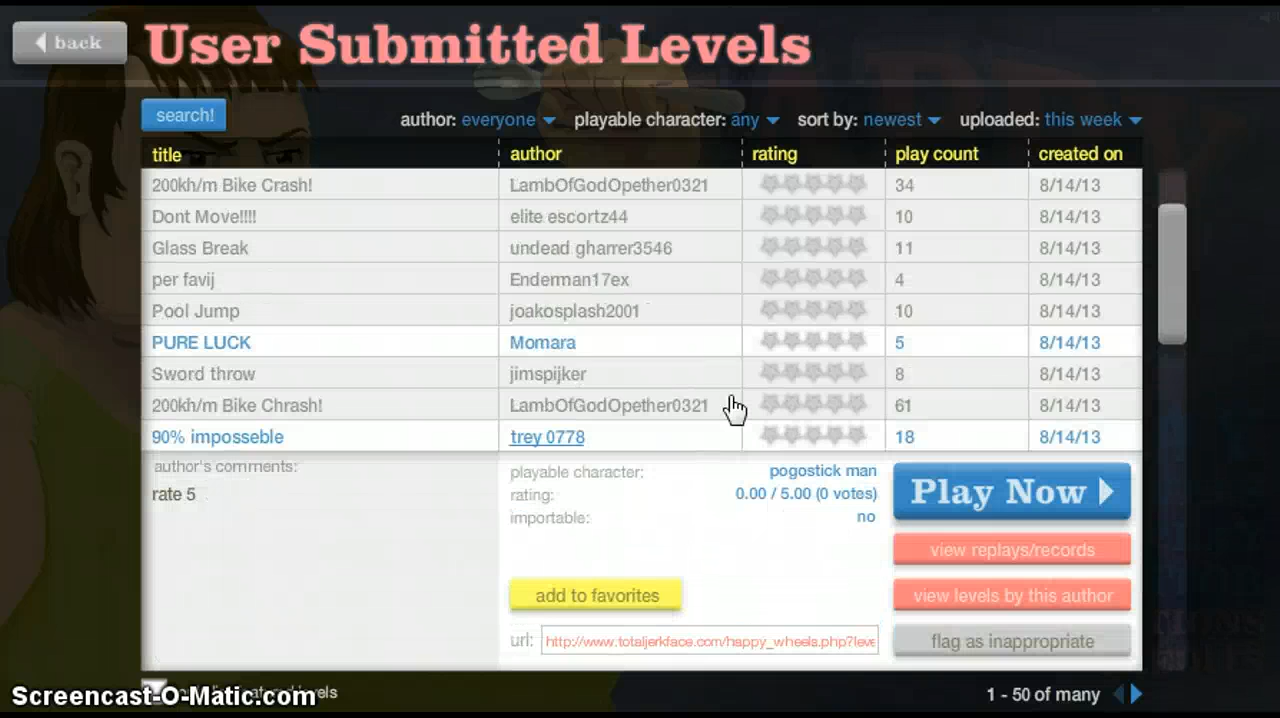 back
User Submitted Levels
search!
author: everyone playable character: any sort by: newest uploaded: this week
title author rating play count created on
200kh/m Bike Crash! LambOfGodOpether0321 34 8/14/13
Dont Move!!!! elite escortz44 10 8/14/13
Glass Break undead gharrer3546 11 8/14/13
per favij Enderman17ex 4 8/14/13
Pool Jump joakosplash2001 10 8/14/13
PURE LUCK Momara 5 8/14/13
Sword throw jimspijker 8 8/14/13
200kh/m Bike Chrash! LambOfGodOpether0321 61 8/14/13
90% imposseble trey 0778 18 8/14/13
author's comments:
rate 5
playable character: pogostick man
rating: 0.00 / 5.00 (0 votes)
importable: no
Play Now
view replays/records
add to favorites
view levels by this author
url: http://www.totaljerkface.com/happy_wheels.php?leve
flag as inappropriate
Screencast-O-Matic.com
levels
1 - 50 of many